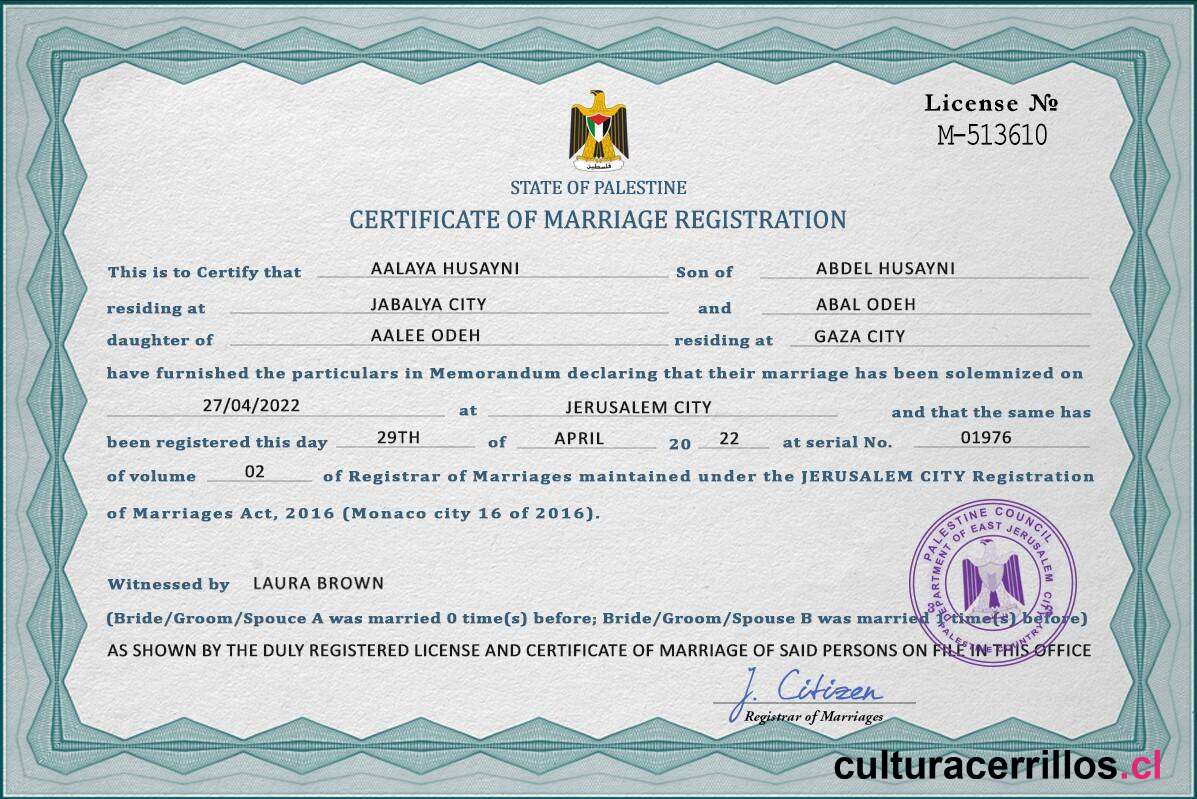 License №
M-513610
فلسطين
STATE OF PALESTINE
CERTIFICATE OF MARRIAGE REGISTRATION
This is to Certify that AALAYA HUSAYNI Son of ABDEL HUSAYNI
residing at JABALYA CITY and ABAL ODEH
daughter of AALEE ODEH residing at GAZA CITY
have furnished the particulars in Memorandum declaring that their marriage has been solemnized on
27/04/2022 at JERUSALEM CITY and that the same has
been registered this day 29TH of APRIL 20 22 at serial No. 01976
of volume 02 of Registrar of Marriages maintained under the JERUSALEM CITY Registration
of Marriages Act, 2016 (Monaco city 16 of 2016).
PALESTINE COUNCIL
DEPARTMENT OF EAST JERUSALEM CITY
3 PALESTINE COUNTRY 3
Witnessed by LAURA BROWN
(Bride/Groom/Spouce A was married 0 time(s) before; Bride/Groom/Spouse B was married 1 time(s) before)
AS SHOWN BY THE DULY REGISTERED LICENSE AND CERTIFICATE OF MARRIAGE OF SAID PERSONS ON FILE IN THIS OFFICE
J. Citizen
Registrar of Marriages
culturacerrillos.cl